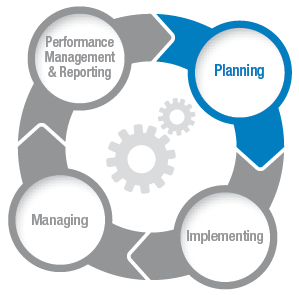 Performance
Management
& Reporting
Planning
Managing
Implementing